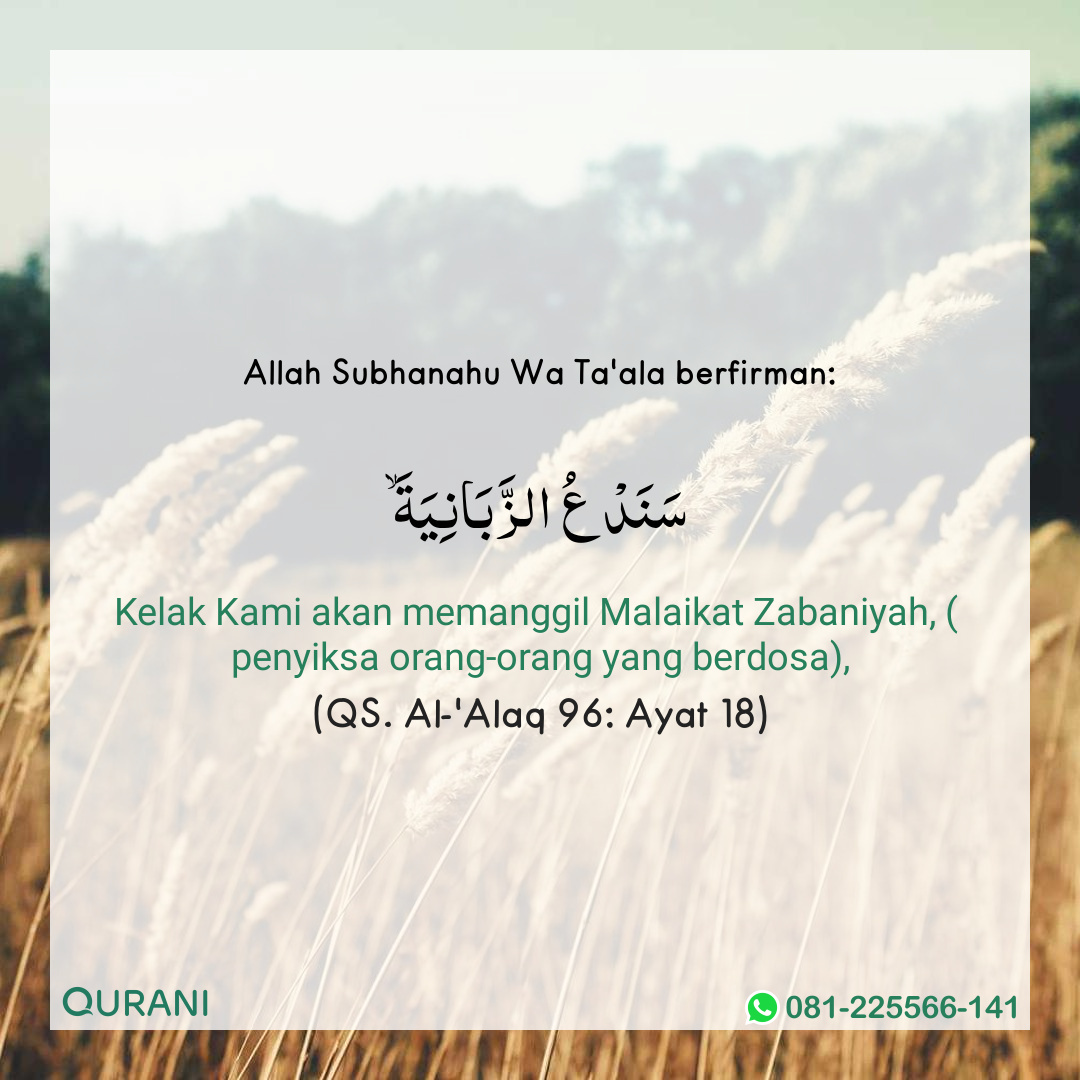 Allah Subhanahu Wa Ta'ala berfirman:
سَنَدْعُ الزَّبَانِيَةَۙ
Kelak Kami akan memanggil Malaikat Zabaniyah, (
penyiksa orang-orang yang berdosa),
(QS. Al-'Alaq 96: Ayat 18)
QURANI
081-225566-141